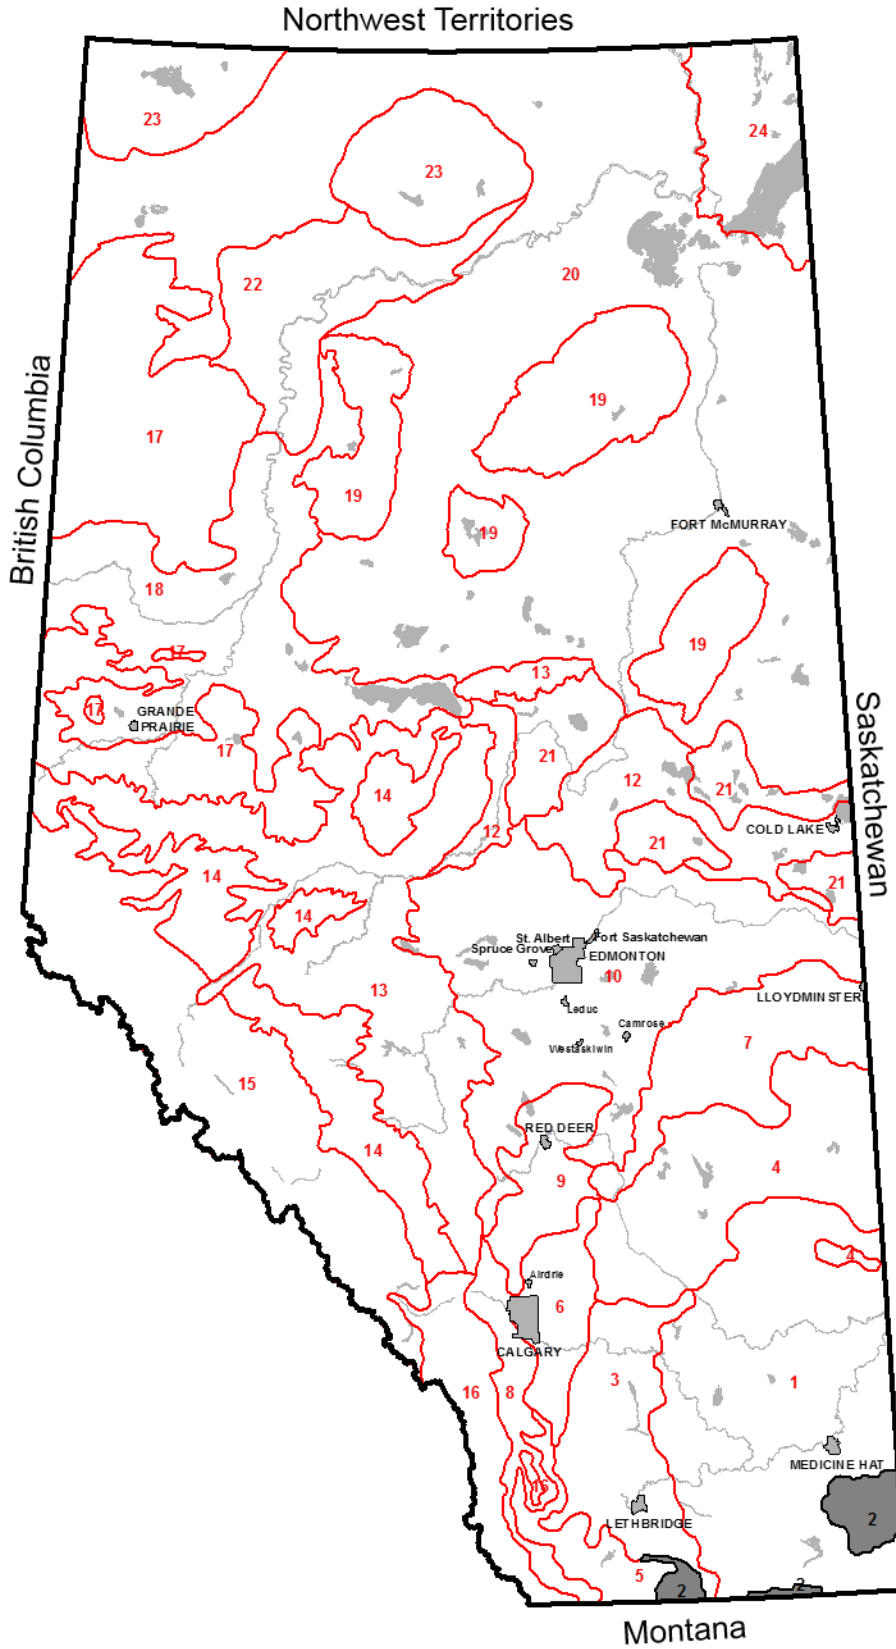 Northwest Territories
23
24
23
22
20
British Columbia
19
17
19
FORT McMURRAY
19
18
19
17
13
17
GRANDE
PRAIRIE
Saskatchewan
17
21
12
14
21
12
COLD LAKE
21
14
21
14
St. Albert
Fort Saskatchewan
Spruce Grove
EDMONTON
10
13
LLOYDMINSTER
Leduc
Camrose
7
Wetaskiwin
15
RED DEER
14
4
9
4
Airdrie
6
CALGARY
3
1
16
8
MEDICINE HAT
16
2
LETHBRIDGE
5
2
2
Montana